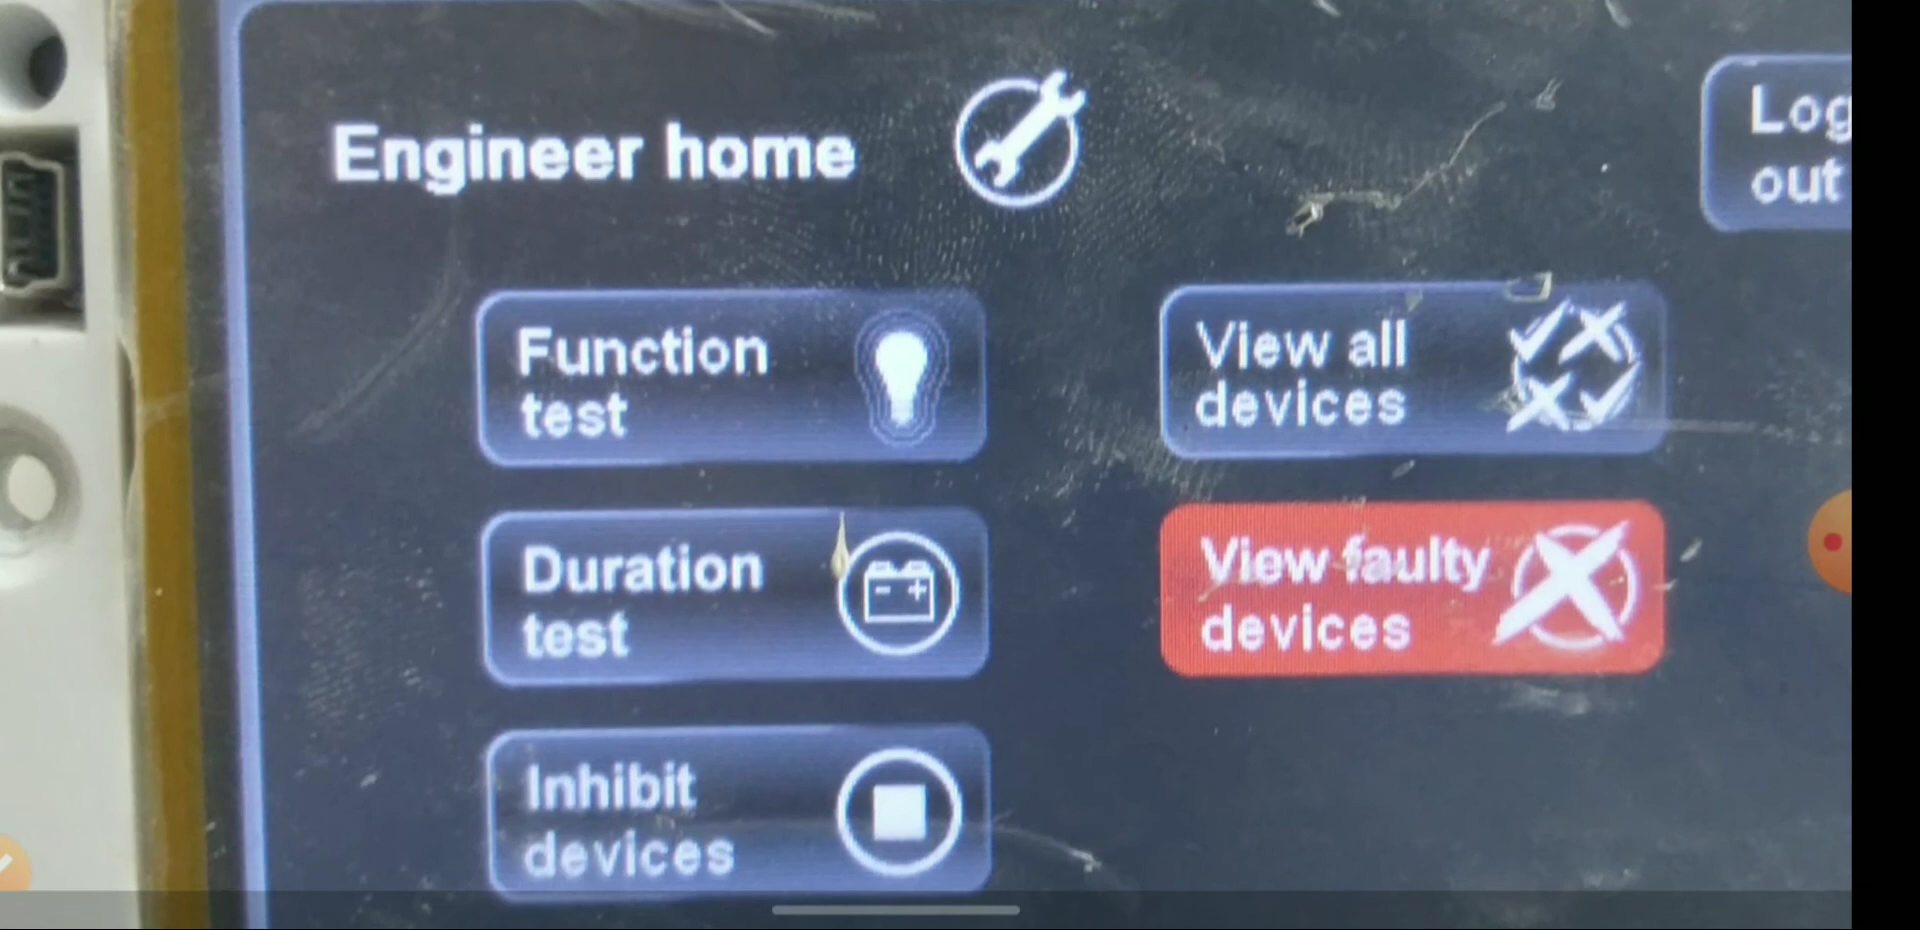 Engineer home
Log
out
Function
test
View all
devices
Duration
test
View faulty
devices
Inhibit
devices